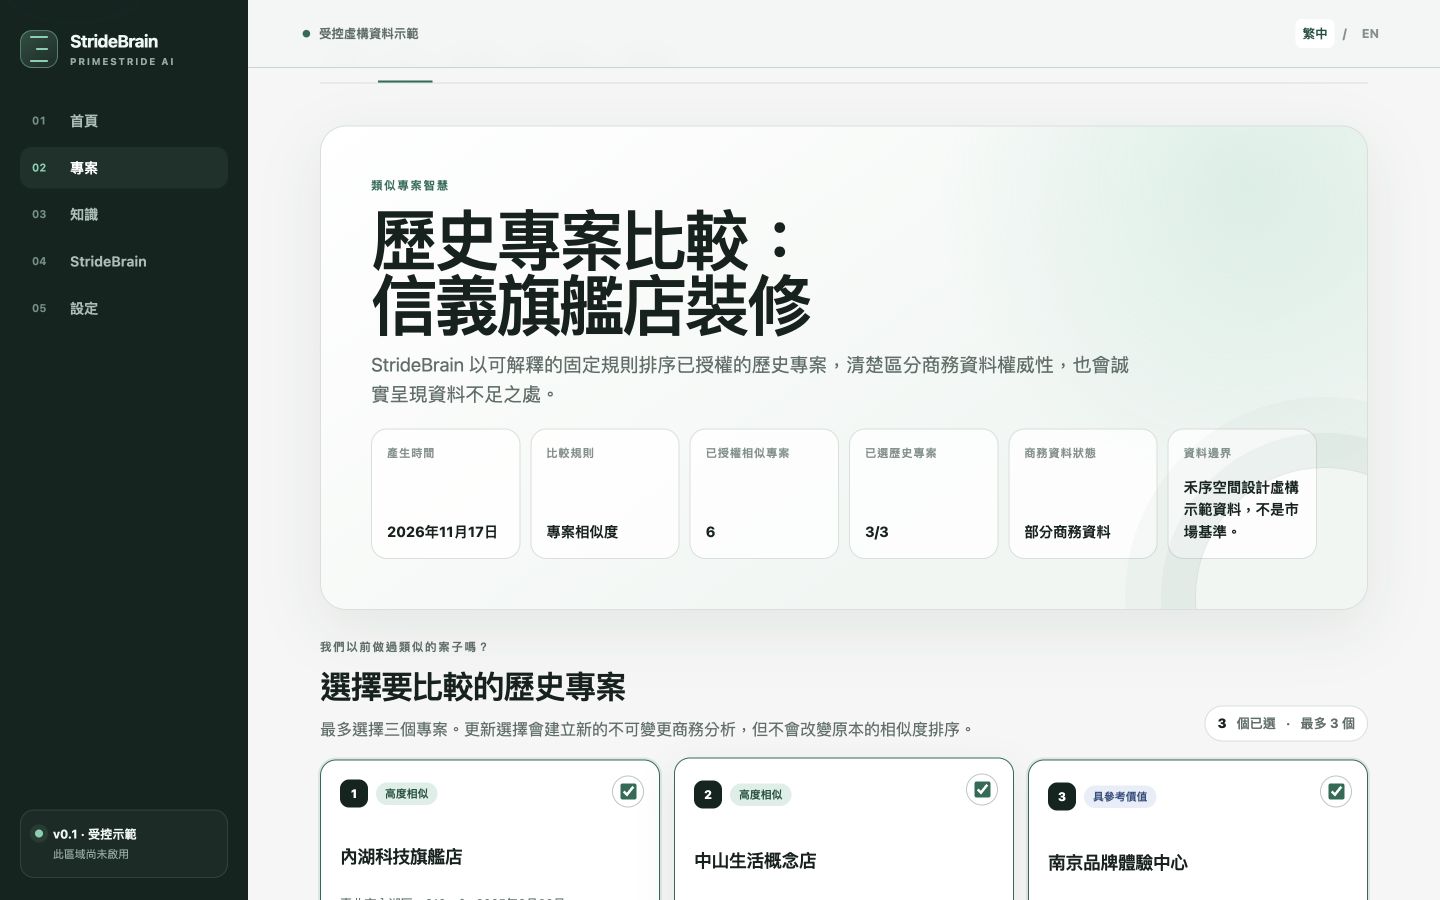 StrideBrain
PRIMESTRIDE AI
01 首頁
02 專案
03 知識
04 StrideBrain
05 設定
v0.1 · 受控示範
此區域尚未啟用
受控虛構資料示範
繁中 / EN
類似專案智慧
歷史專案比較：
信義旗艦店裝修
StrideBrain 以可解釋的固定規則排序已授權的歷史專案，清楚區分商務資料權威性，也會誠
實呈現資料不足之處。
產生時間
2026年11月17日
比較規則
專案相似度
已授權相似專案
6
已選歷史專案
3/3
商務資料狀態
部分商務資料
資料邊界
禾序空間設計虛構
示範資料，不是市
場基準。
我們以前做過類似的案子嗎？
選擇要比較的歷史專案
最多選擇三個專案。更新選擇會建立新的不可變更商務分析，但不會改變原本的相似度排序。
3 個已選 · 最多 3 個
1 高度相似
內湖科技旗艦店
2 高度相似
中山生活概念店
3 具參考價值
南京品牌體驗中心